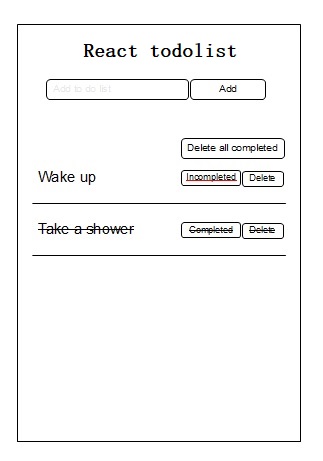 React todolist
Add to do list Add
Delete all completed
Wake up Incompleted Delete
Take a shower Completed Delete